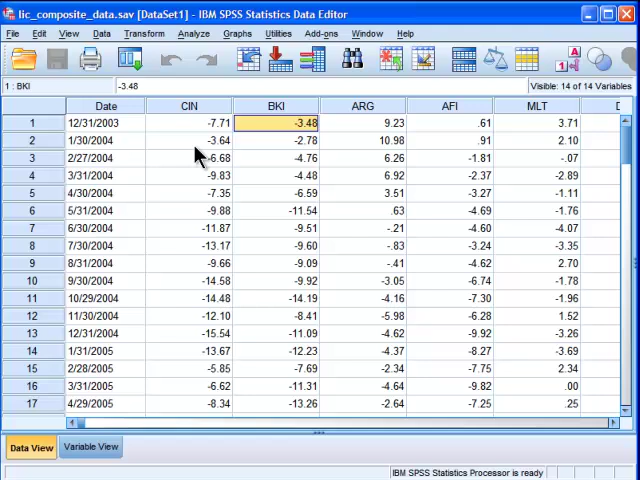 lic_composite_data.sav [DataSet1] - IBM SPSS Statistics Data Editor
File Edit View Data Transform Analyze Graphs Utilities Add-ons Window Help
1 : BKI -3.48 Visible: 14 of 14 Variables
Date CIN BKI ARG AFI MLT D
1 12/31/2003 -7.71 -3.48 9.23 .61 3.71
2 1/30/2004 -3.64 -2.78 10.98 .91 2.10
3 2/27/2004 -6.68 -4.76 6.26 -1.81 -.07
4 3/31/2004 -9.83 -4.48 6.92 -2.37 -2.89
5 4/30/2004 -7.35 -6.59 3.51 -3.27 -1.11
6 5/31/2004 -9.88 -11.54 .63 -4.69 -1.76
7 6/30/2004 -11.87 -9.51 -.21 -4.60 -4.07
8 7/30/2004 -13.17 -9.60 -.83 -3.24 -3.35
9 8/31/2004 -9.66 -9.09 -.41 -4.62 2.70
10 9/30/2004 -14.58 -9.92 -3.05 -6.74 -1.78
11 10/29/2004 -14.48 -14.19 -4.16 -7.30 -1.96
12 11/30/2004 -12.10 -8.41 -5.98 -6.28 1.52
13 12/31/2004 -15.54 -11.09 -4.62 -9.92 -3.26
14 1/31/2005 -13.67 -12.23 -4.37 -8.27 -3.69
15 2/28/2005 -5.85 -7.69 -2.34 -7.75 2.34
16 3/31/2005 -6.62 -11.31 -4.64 -9.82 .00
17 4/29/2005 -8.34 -13.26 -2.64 -7.25 .25
Data View Variable View
IBM SPSS Statistics Processor is ready